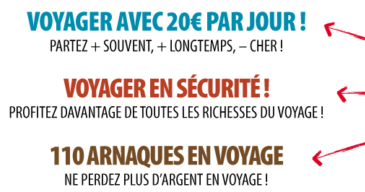 VOYAGER AVEC 20€ PAR JOUR !
PARTEZ + SOUVENT, + LONGTEMPS, – CHER !
VOYAGER EN SÉCURITÉ !
PROFITEZ DAVANTAGE DE TOUTES LES RICHESSES DU VOYAGE !
110 ARNAQUES EN VOYAGE
NE PERDEZ PLUS D'ARGENT EN VOYAGE !